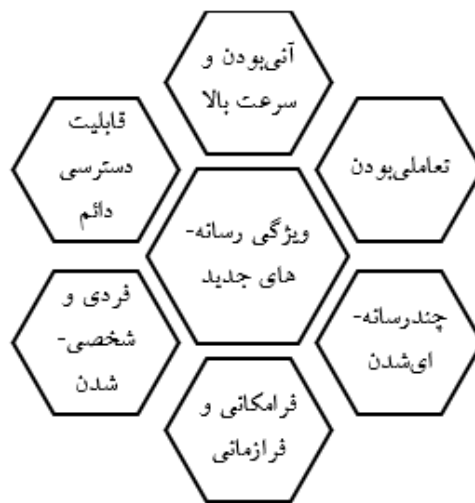 آنی‌بودن و
سرعت بالا
تعاملی‌بودن
چندرسانه-
ای‌شدن
فرامکانی و
فرازمانی
فردی و
شخصی-
شدن
قابلیت
دسترسی
دائم
ویژگی رسانه-
های جدید